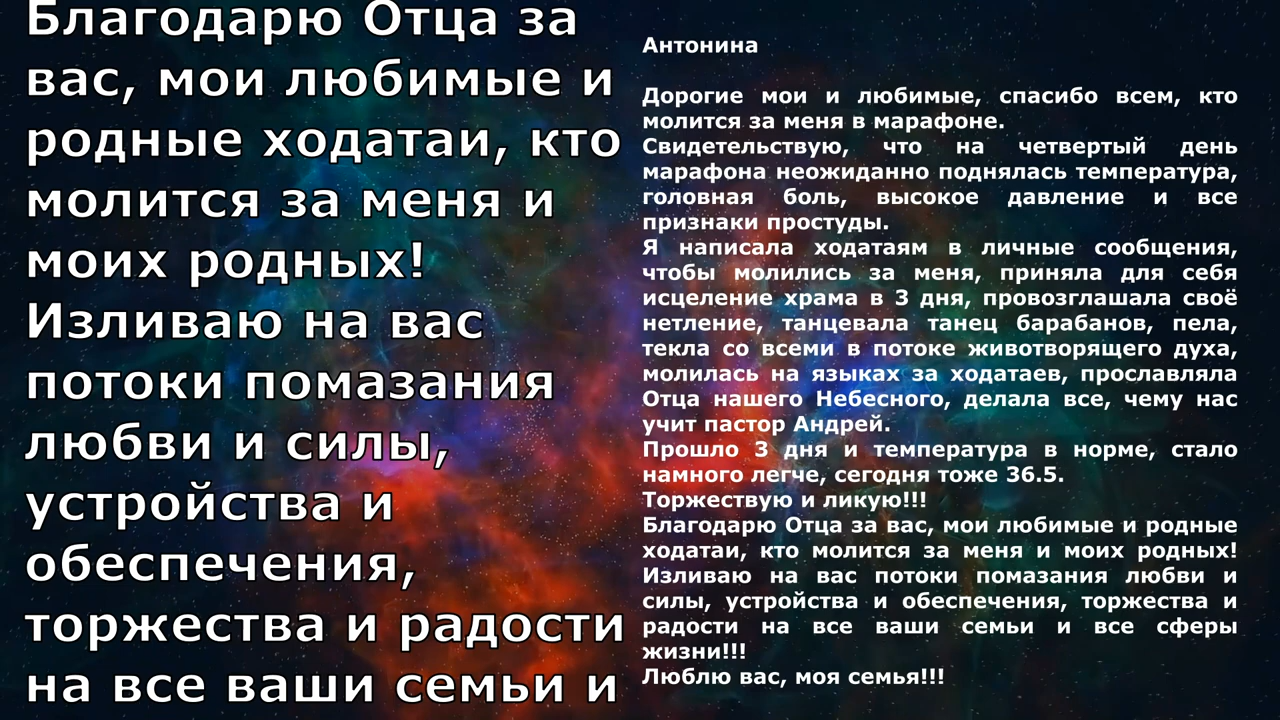 Благодарю Отца за
вас, мои любимые и
родные ходатаи, кто
молится за меня и
моих родных!
Изливаю на вас
потоки помазания
любви и силы,
устройства и
обеспечения,
торжества и радости
на все ваши семьи и
Антонина
Дорогие мои и любимые, спасибо всем, кто
молится за меня в марафоне.
Свидетельствую, что на четвертый день
марафона неожиданно поднялась температура,
головная боль, высокое давление и все
признаки простуды.
Я написала ходатаям в личные сообщения,
чтобы молились за меня, приняла для себя
исцеление храма в 3 дня, провозглашала своё
нетление, танцевала танец барабанов, пела,
текла со всеми в потоке животворящего духа,
молилась на языках за ходатаев, прославляла
Отца нашего Небесного, делала все, чему нас
учит пастор Андрей.
Прошло 3 дня и температура в норме, стало
намного легче, сегодня тоже 36.5.
Торжествую и ликую!!!
Благодарю Отца за вас, мои любимые и родные
ходатаи, кто молится за меня и моих родных!
Изливаю на вас потоки помазания любви и
силы, устройства и обеспечения, торжества и
радости на все ваши семьи и все сферы
жизни!!!
Люблю вас, моя семья!!!